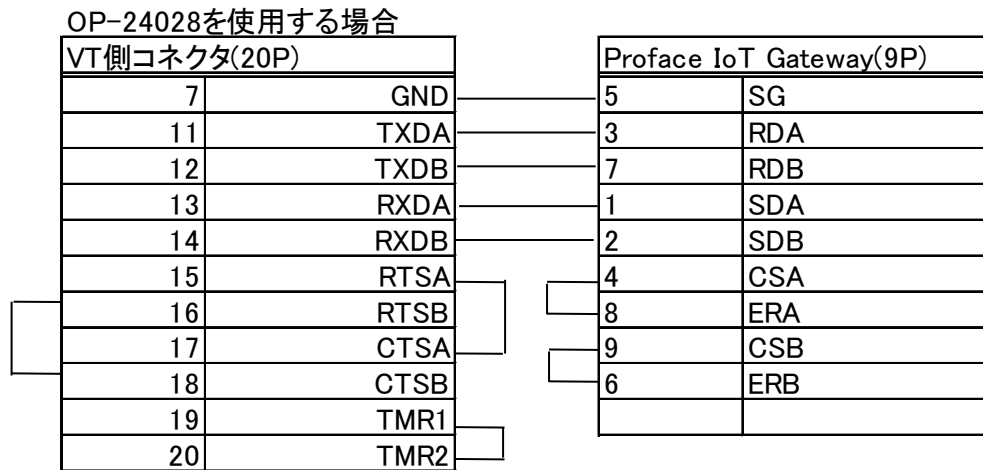 OP-24028を使用する場合
VT側コネクタ(20P) Proface IoT Gateway(9P)
7 GND 5 SG
11 TXDA 3 RDA
12 TXDB 7 RDB
13 RXDA 1 SDA
14 RXDB 2 SDB
15 RTSA 4 CSA
16 RTSB 8 ERA
17 CTSA 9 CSB
18 CTSB 6 ERB
19 TMR1
20 TMR2